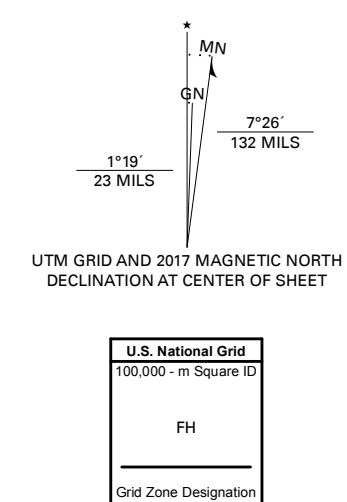 ★
MN
GN
7°26´
132 MILS
1°19´
23 MILS
UTM GRID AND 2017 MAGNETIC NORTH
DECLINATION AT CENTER OF SHEET
U.S. National Grid
100,000 - m Square ID
FH
Grid Zone Designation